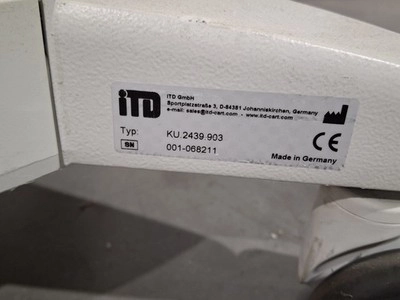 iTD
ITD GmbH
Sportplatzstraße 3, D-84381 Johanniskirchen, Germany
e-mail: sales@itd-cart.com - www.itd-cart.com
Typ: KU.2439.903
SN 001-068211
CE
Made in Germany